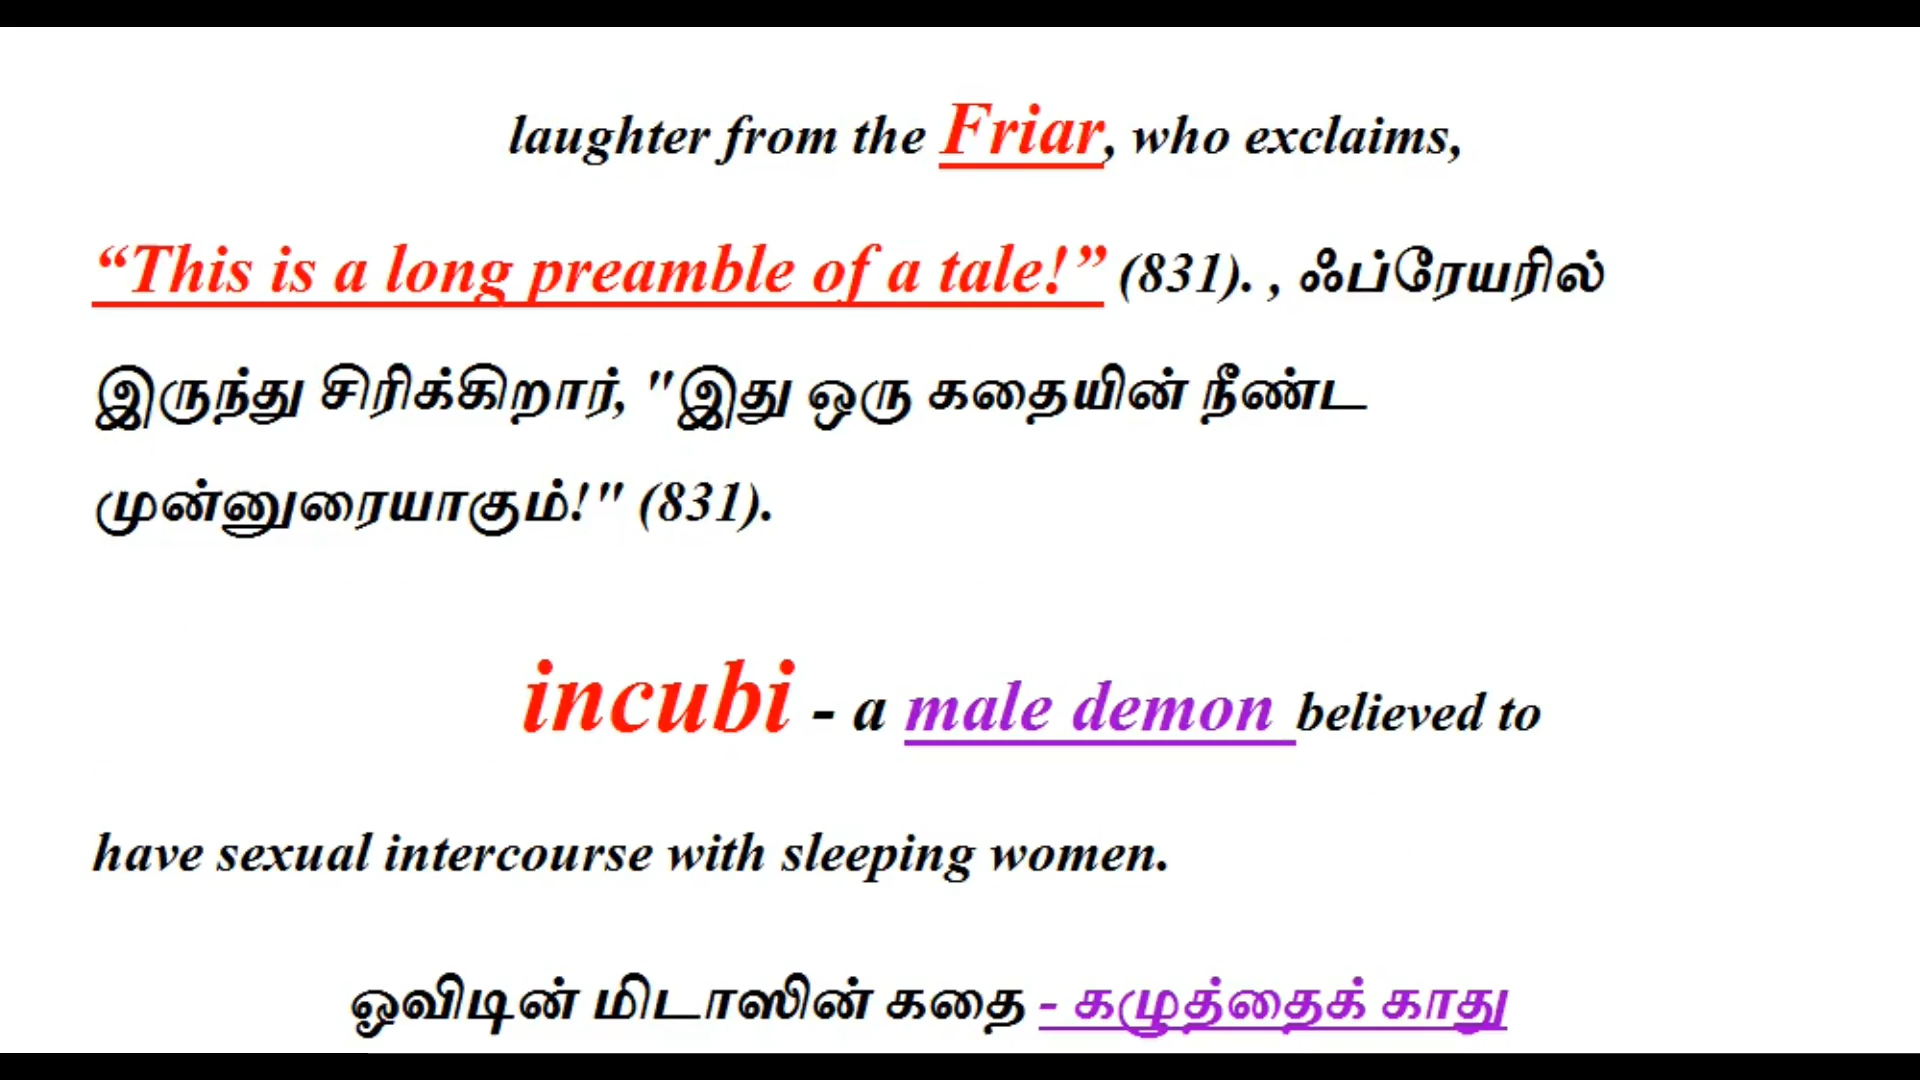 laughter from the Friar, who exclaims,
“This is a long preamble of a tale!” (831). , ஃப்ரேயரில்
இருந்து சிரிக்கிறார், "இது ஒரு கதையின் நீண்ட
முன்னுரையாகும்!" (831).
incubi - a male demon believed to
have sexual intercourse with sleeping women.
ஓவிடின் மிடாஸின் கதை - கழுத்தைக் காது